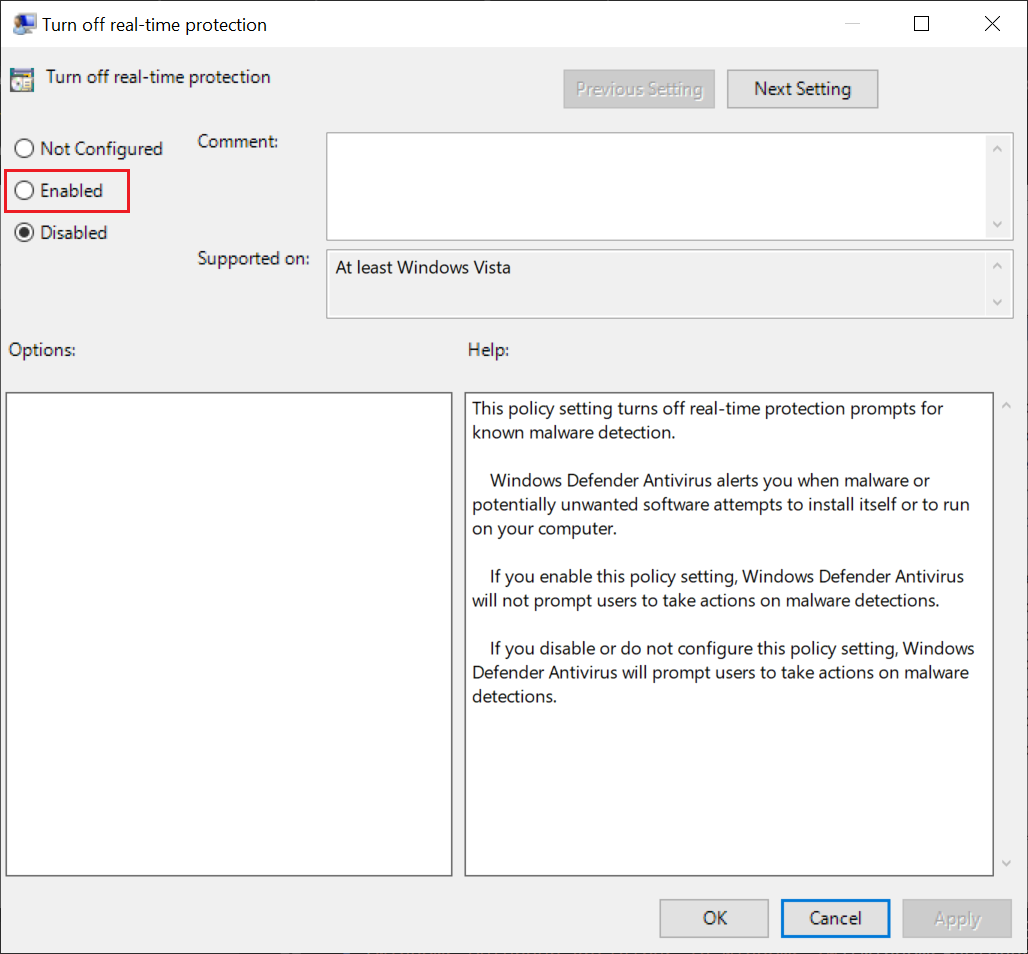 Turn off real-time protection
Turn off real-time protection
Previous Setting
Next Setting
Not Configured
Enabled
Disabled
Comment:
Supported on:
At least Windows Vista
Options:
Help:
This policy setting turns off real-time protection prompts for
known malware detection.
Windows Defender Antivirus alerts you when malware or
potentially unwanted software attempts to install itself or to run
on your computer.
If you enable this policy setting, Windows Defender Antivirus
will not prompt users to take actions on malware detections.
If you disable or do not configure this policy setting, Windows
Defender Antivirus will prompt users to take actions on malware
detections.
OK
Cancel
Apply